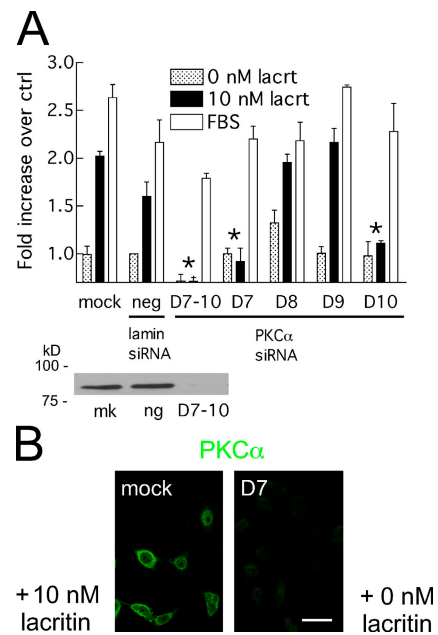 A
0 nM lacrt
10 nM lacrt
FBS
Fold increase over ctrl
3.0
2.5
2.0
1.5
1.0
* * *
mock neg D7-10 D7 D8 D9 D10
lamin siRNA
PKCα siRNA
kD
100 -
75 -
mk ng D7-10
B
PKCα
mock D7
+ 10 nM lacritin
+ 0 nM lacritin